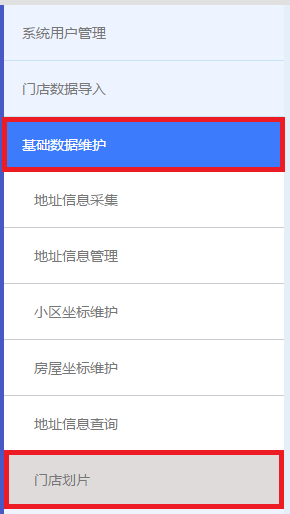 系统用户管理
门店数据导入
基础数据维护
地址信息采集
地址信息管理
小区坐标维护
房屋坐标维护
地址信息查询
门店划片